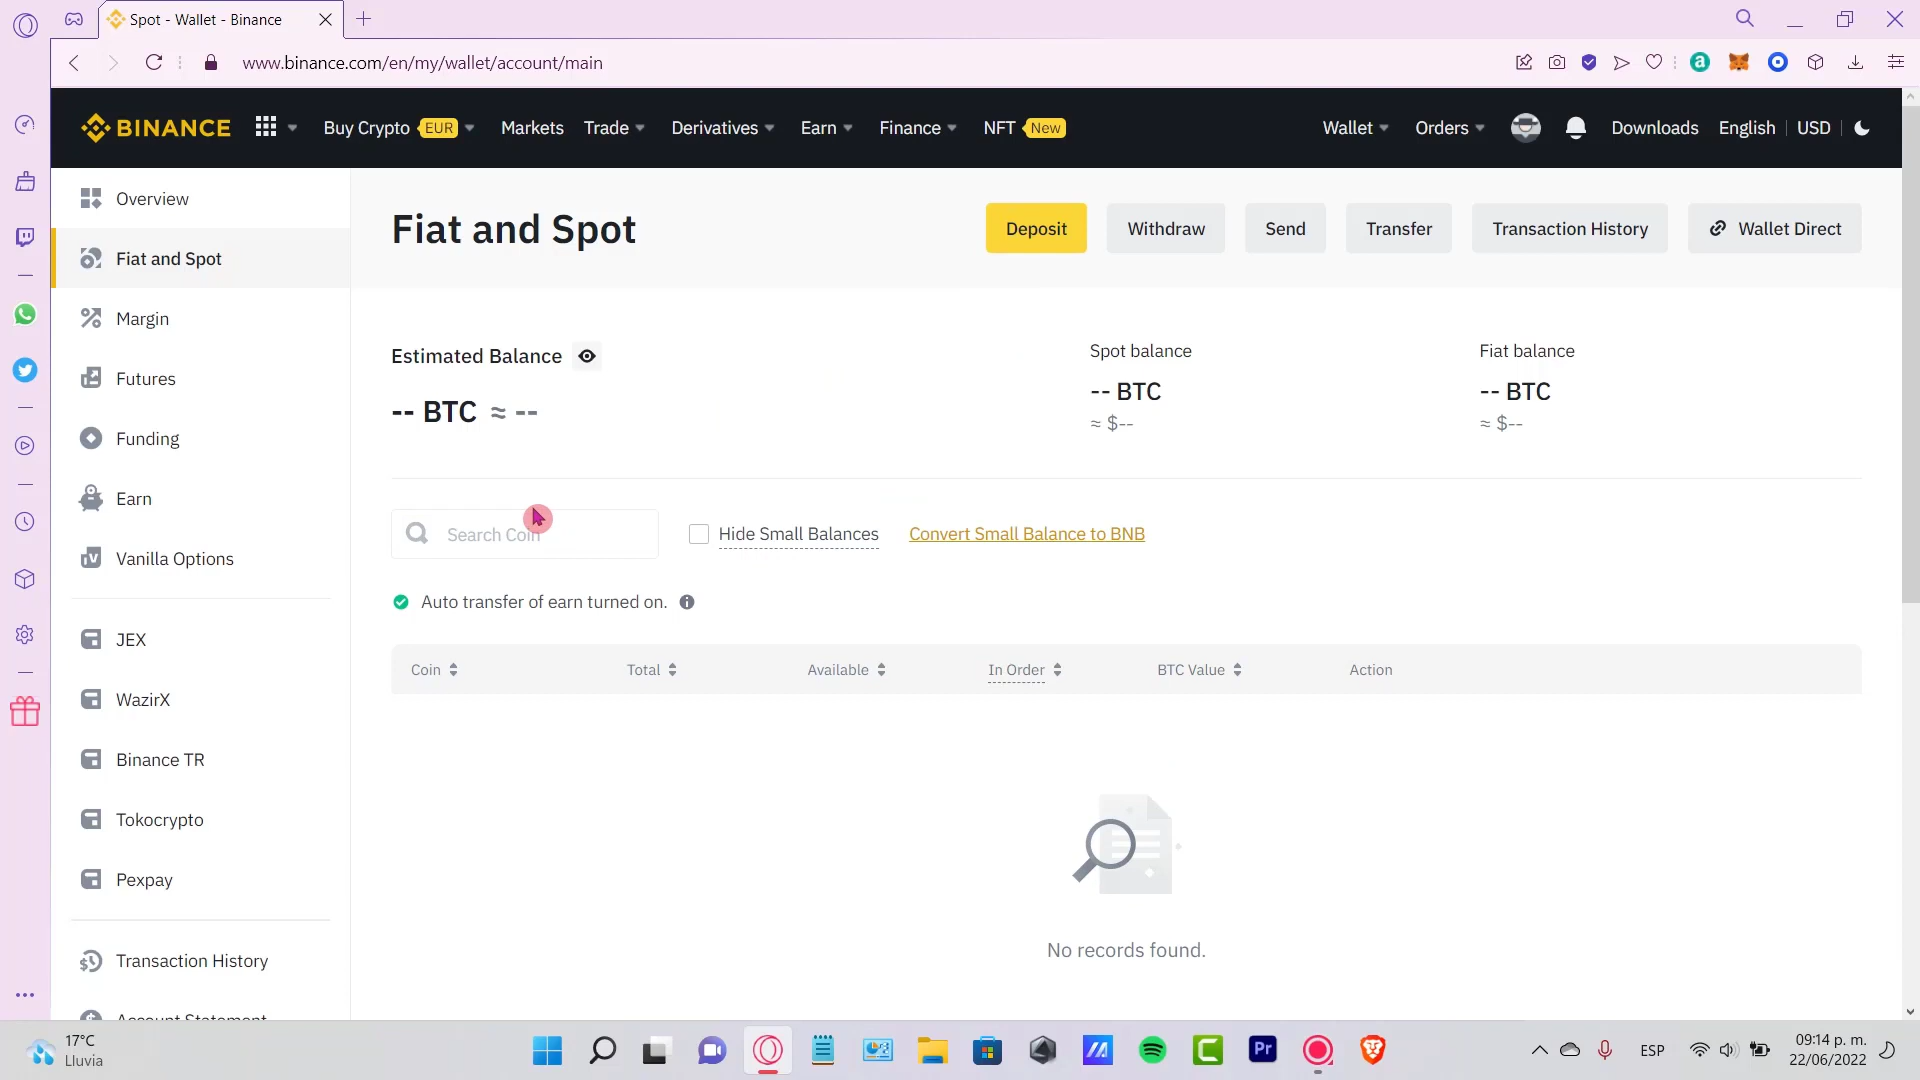 Spot - Wallet - Binance
www.binance.com/en/my/wallet/account/main
BINANCE
Buy Crypto EUR
Markets
Trade
Derivatives
Earn
Finance
NFT New
Wallet
Orders
Downloads
English
USD
Overview
Fiat and Spot
Margin
Futures
Funding
Earn
Vanilla Options
JEX
WazirX
Binance TR
Tokocrypto
Pexpay
Transaction History
Account Statement
Fiat and Spot
Deposit
Withdraw
Send
Transfer
Transaction History
Wallet Direct
Estimated Balance
-- BTC ≈ --
Spot balance
-- BTC
≈ $--
Fiat balance
-- BTC
≈ $--
Search Coin
Hide Small Balances
Convert Small Balance to BNB
Auto transfer of earn turned on.
Coin
Total
Available
In Order
BTC Value
Action
No records found.
17°C
Lluvia
Pr
ESP
09:14 p. m.
22/06/2022